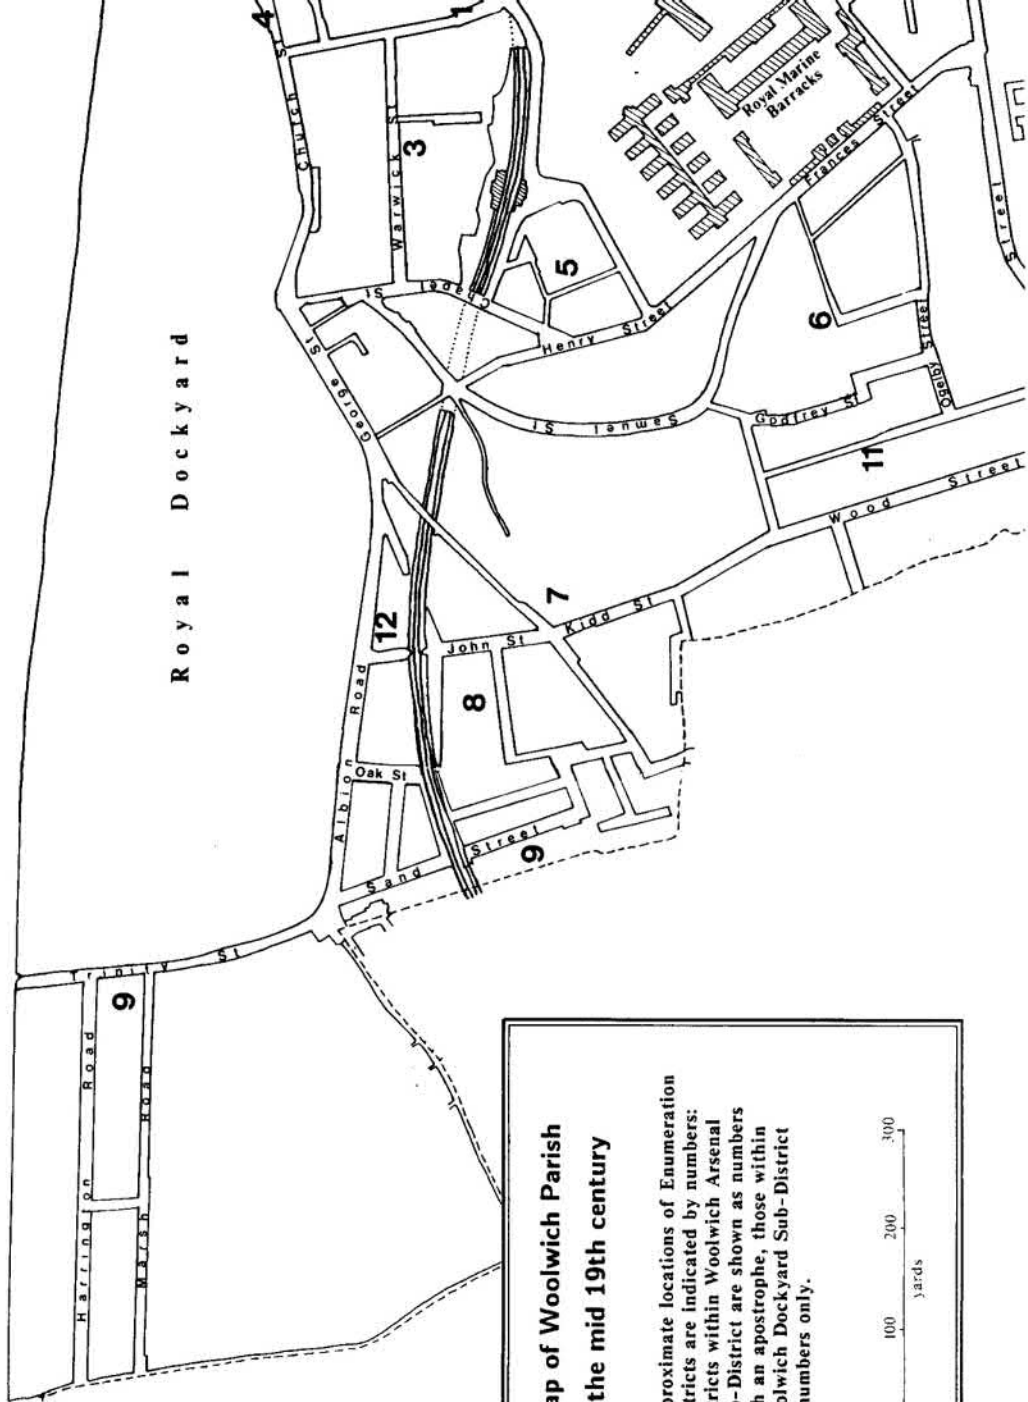 Royal Dockyard
4
1
Church St
Warwick St
3
Chapel St
George St
5
Henry Street
Royal Marine
Barracks
Frances Street
Street
6
Samuel St
Godfrey St
Ogelby Street
11
Wood Street
7
Kidd St
12
John St
8
Albion Road
Oak St
Sand Street
9
Trinity St
9
Harrington Road
Marsh Road
ap of Woolwich Parish
the mid 19th century
proximate locations of Enumeration
tricts are indicated by numbers:
ricts within Woolwich Arsenal
b-District are shown as numbers
h an apostrophe, those within
olwich Dockyard Sub-District
numbers only.
100 200 300
yards